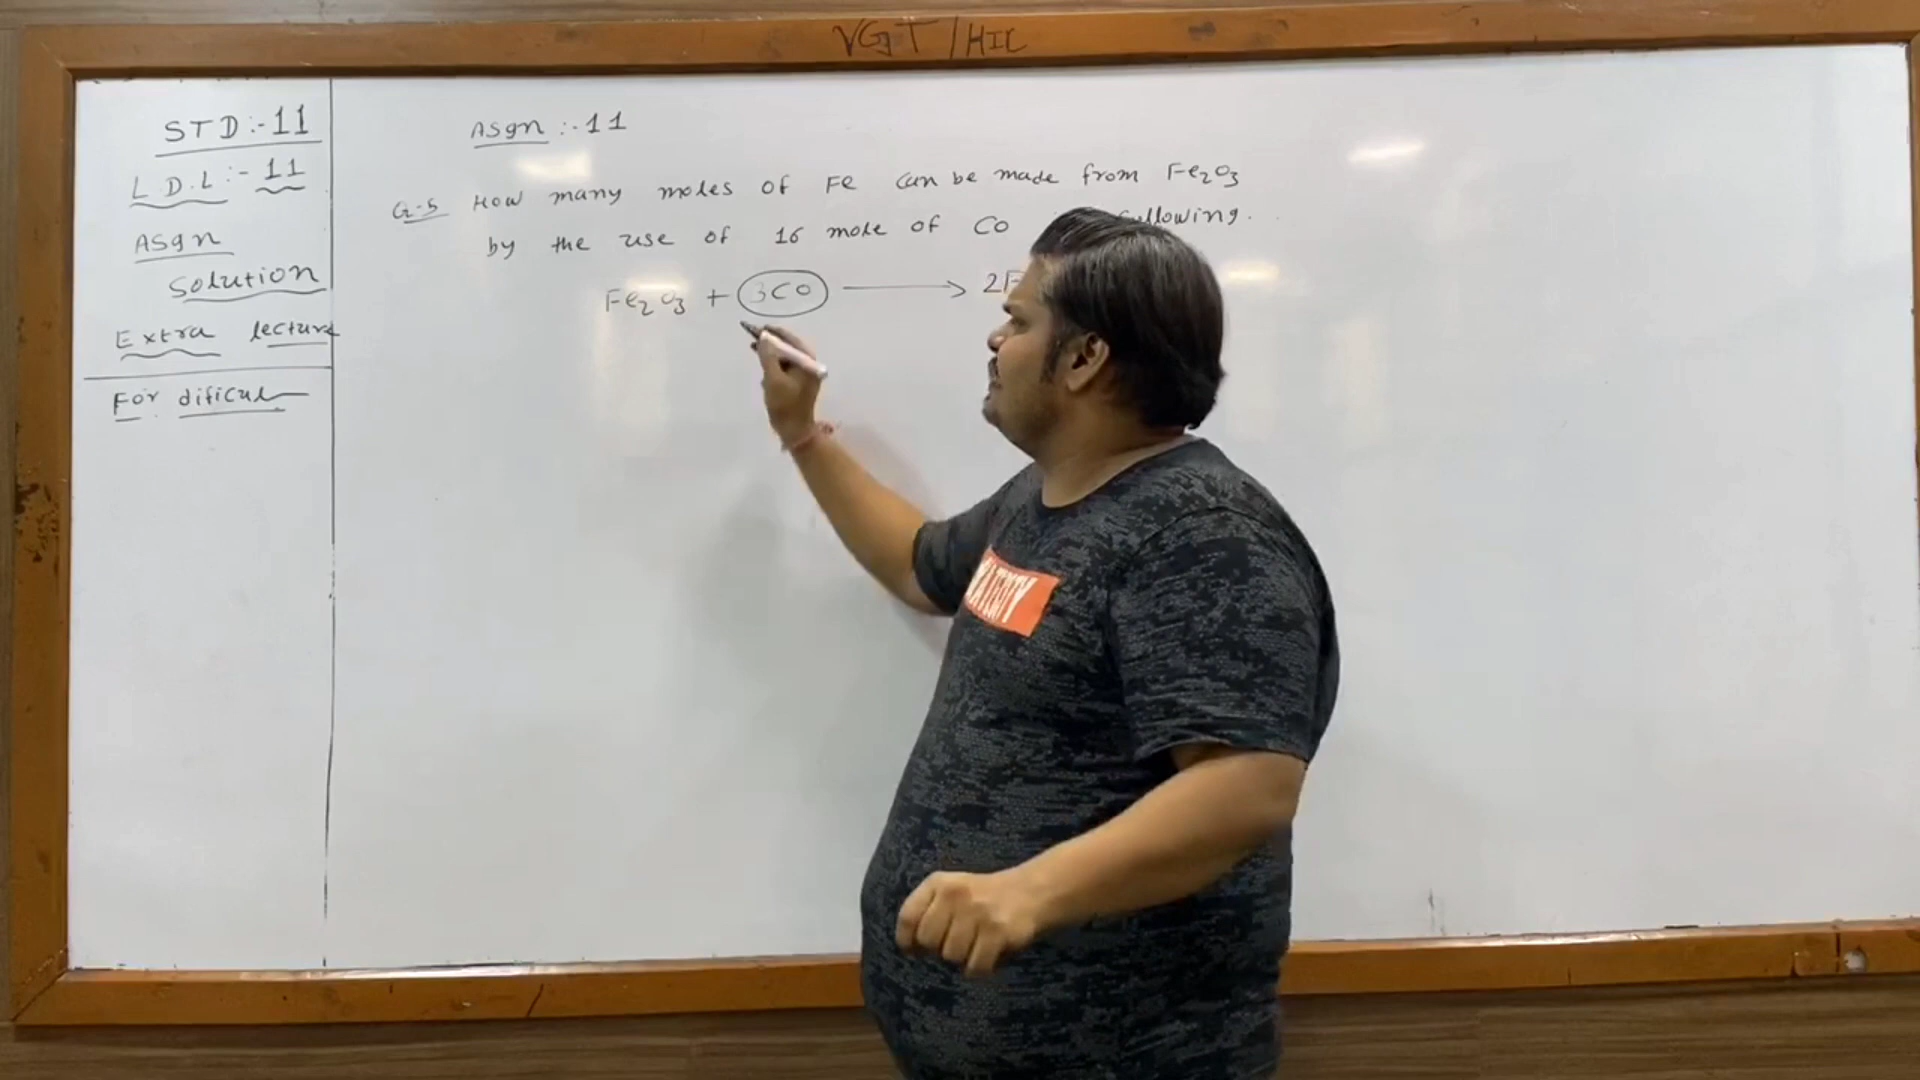 VGT/HIC
STD:-11
L.D.L:-11
Asgn
Solution
Extra lecture
For dificul
Asgn:-11
Q-5 How many moles of Fe can be made from Fe₂O₃
by the use of 16 mole of CO following.
Fe₂O₃ + 3CO ⟶ 2F